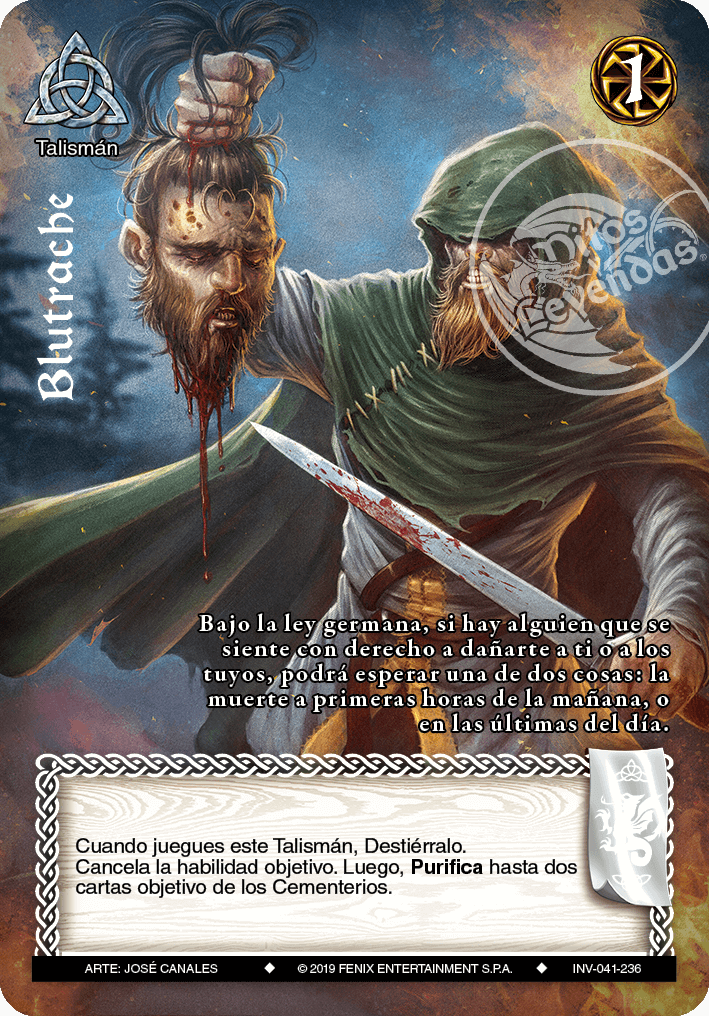 Talismán
1
Mitos
y
Leyendas
Blutrache
Bajo la ley germana, si hay alguien que se
siente con derecho a dañarte a ti o a los
tuyos, podrá esperar una de dos cosas: la
muerte a primeras horas de la mañana, o
en las últimas del día.
Cuando juegues este Talismán, Destiérralo.
Cancela la habilidad objetivo. Luego, Purifica hasta dos
cartas objetivo de los Cementerios.
ARTE: JOSÉ CANALES ◆ © 2019 FENIX ENTERTAINMENT S.P.A. ◆ INV-041-236